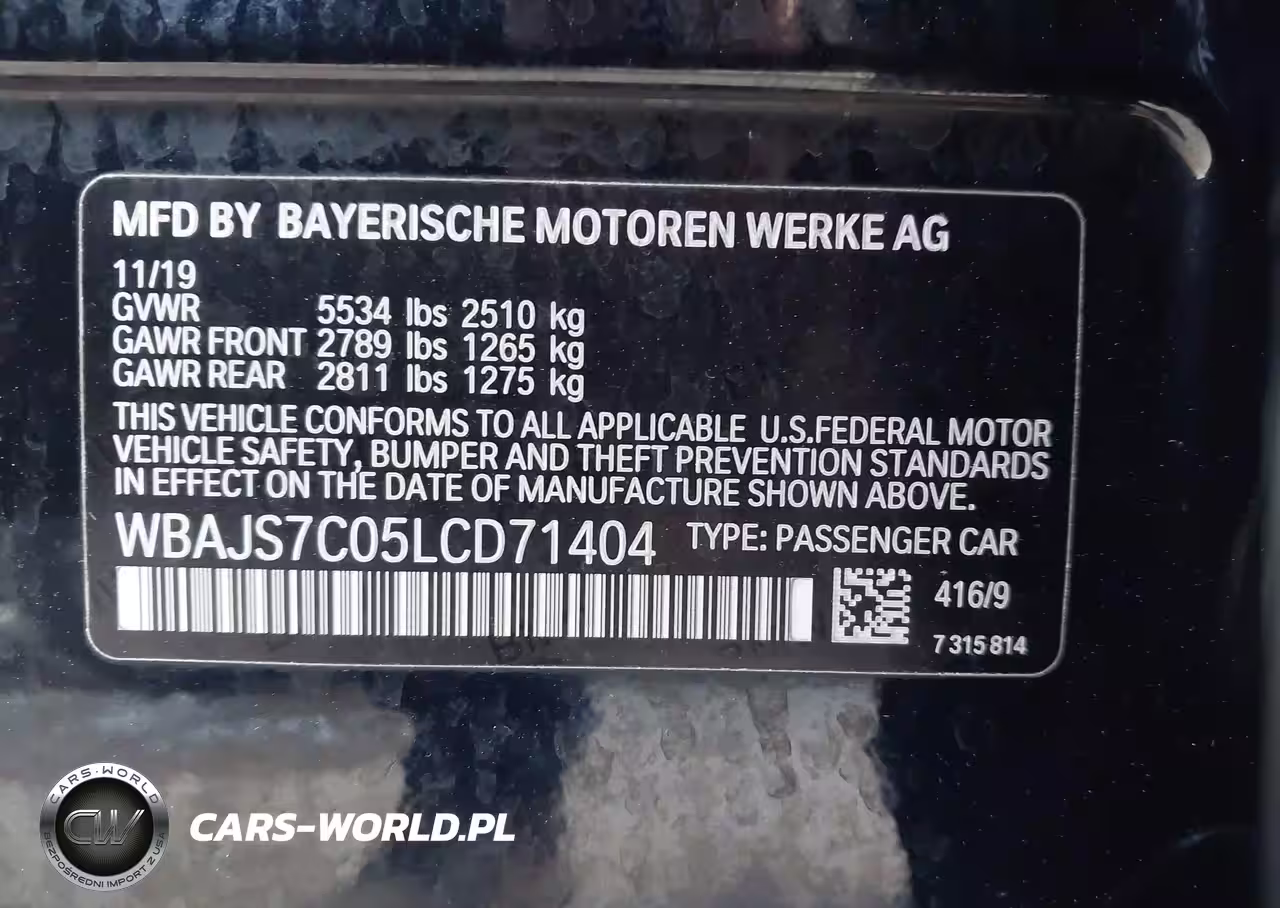 MFD BY BAYERISCHE MOTOREN WERKE AG
11/19
GVWR 5534 lbs 2510 kg
GAWR FRONT 2789 lbs 1265 kg
GAWR REAR 2811 lbs 1275 kg
THIS VEHICLE CONFORMS TO ALL APPLICABLE U.S.FEDERAL MOTOR
VEHICLE SAFETY, BUMPER AND THEFT PREVENTION STANDARDS
IN EFFECT ON THE DATE OF MANUFACTURE SHOWN ABOVE.
WBAJS7C05LCD71404 TYPE: PASSENGER CAR
416/9
7 315 814
CARS-WORLD
CW
BEZPOŚREDNI IMPORT Z USA
CARS-WORLD.PL